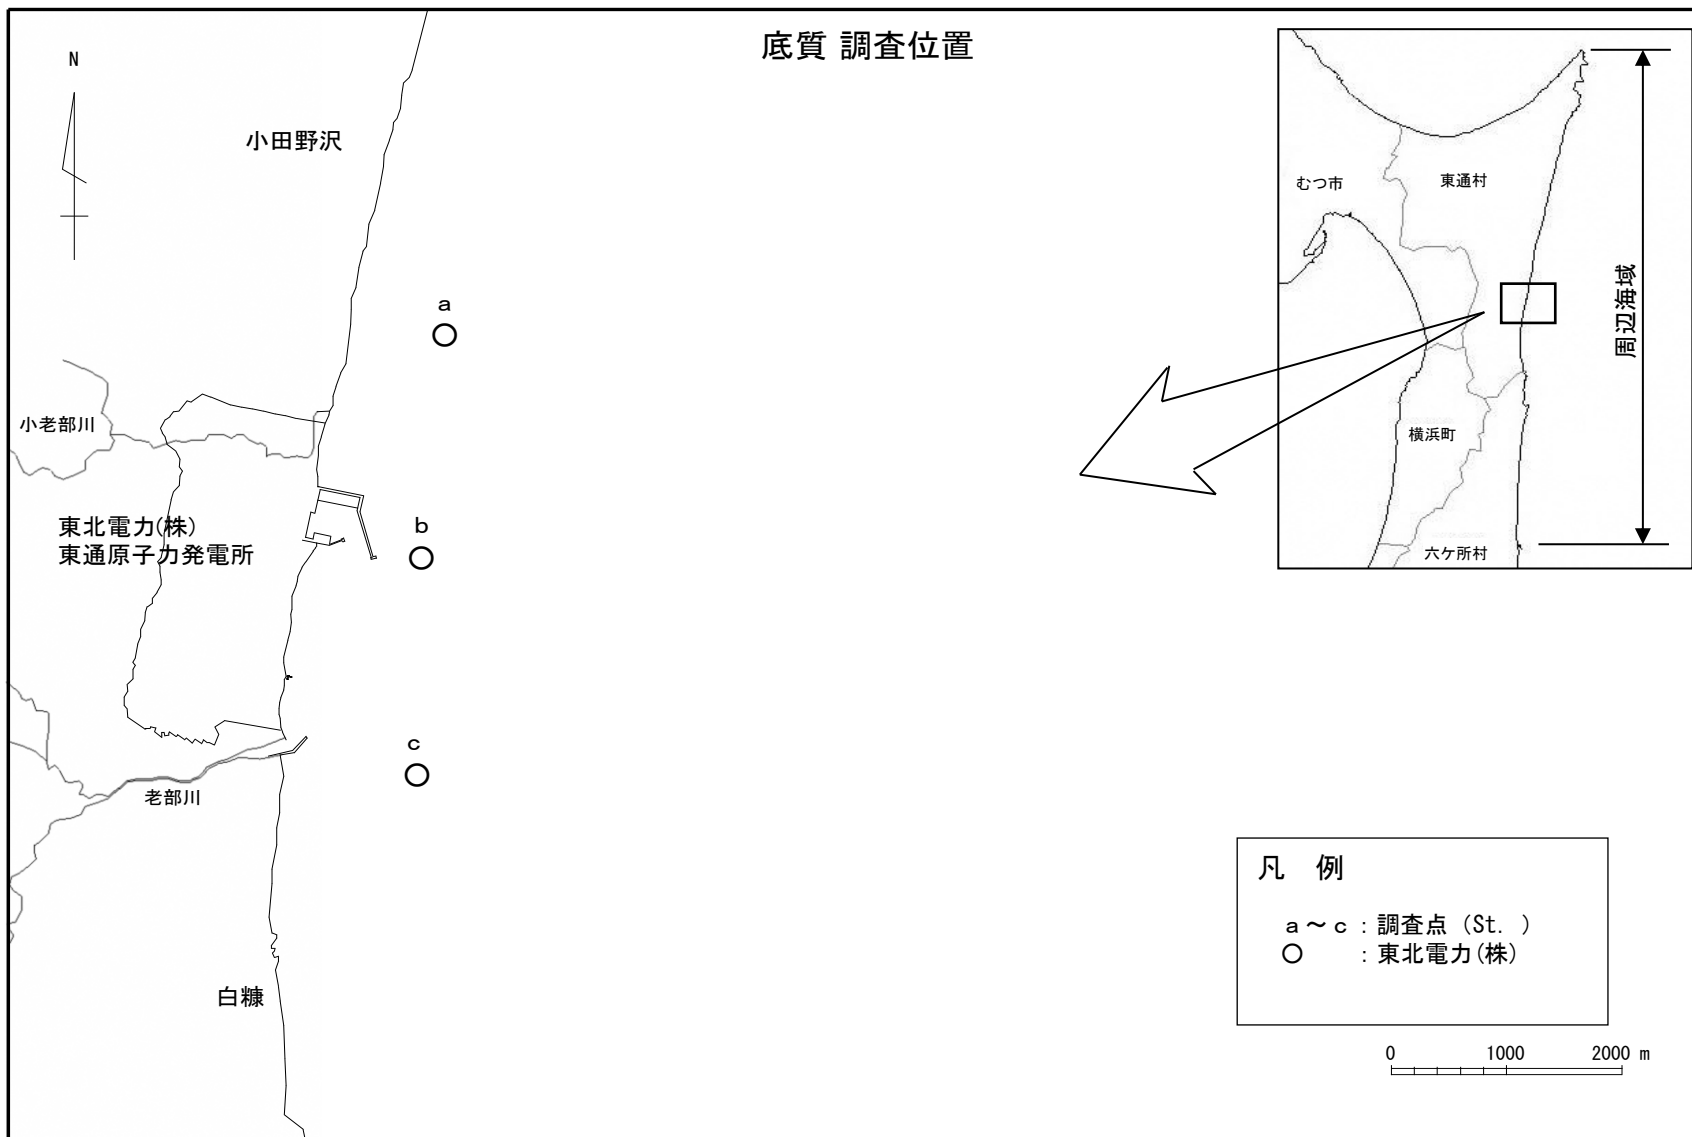 底質 調査位置
N
小田野沢
a
小老部川
東北電力(株)
東通原子力発電所
b
c
老部川
白糠
むつ市
東通村
周辺海域
横浜町
六ケ所村
凡 例
a~c:調査点(St. )
○ :東北電力(株)
0 1000 2000 m